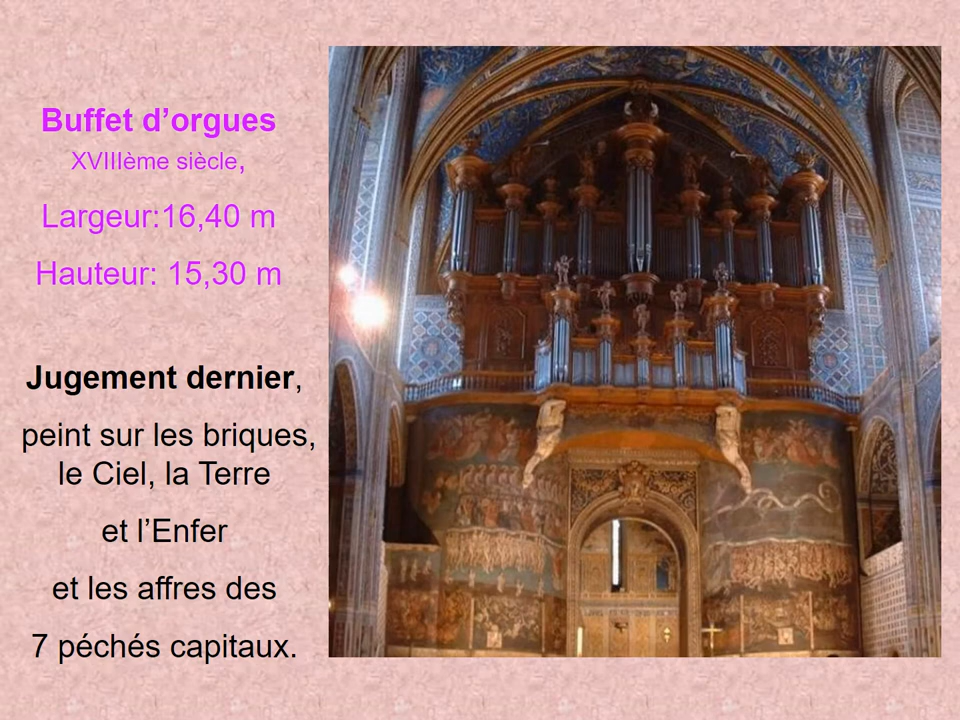 Buffet d’orgues
XVIIIème siècle,
Largeur:16,40 m
Hauteur: 15,30 m
Jugement dernier,
peint sur les briques,
le Ciel, la Terre
et l’Enfer
et les affres des
7 péchés capitaux.